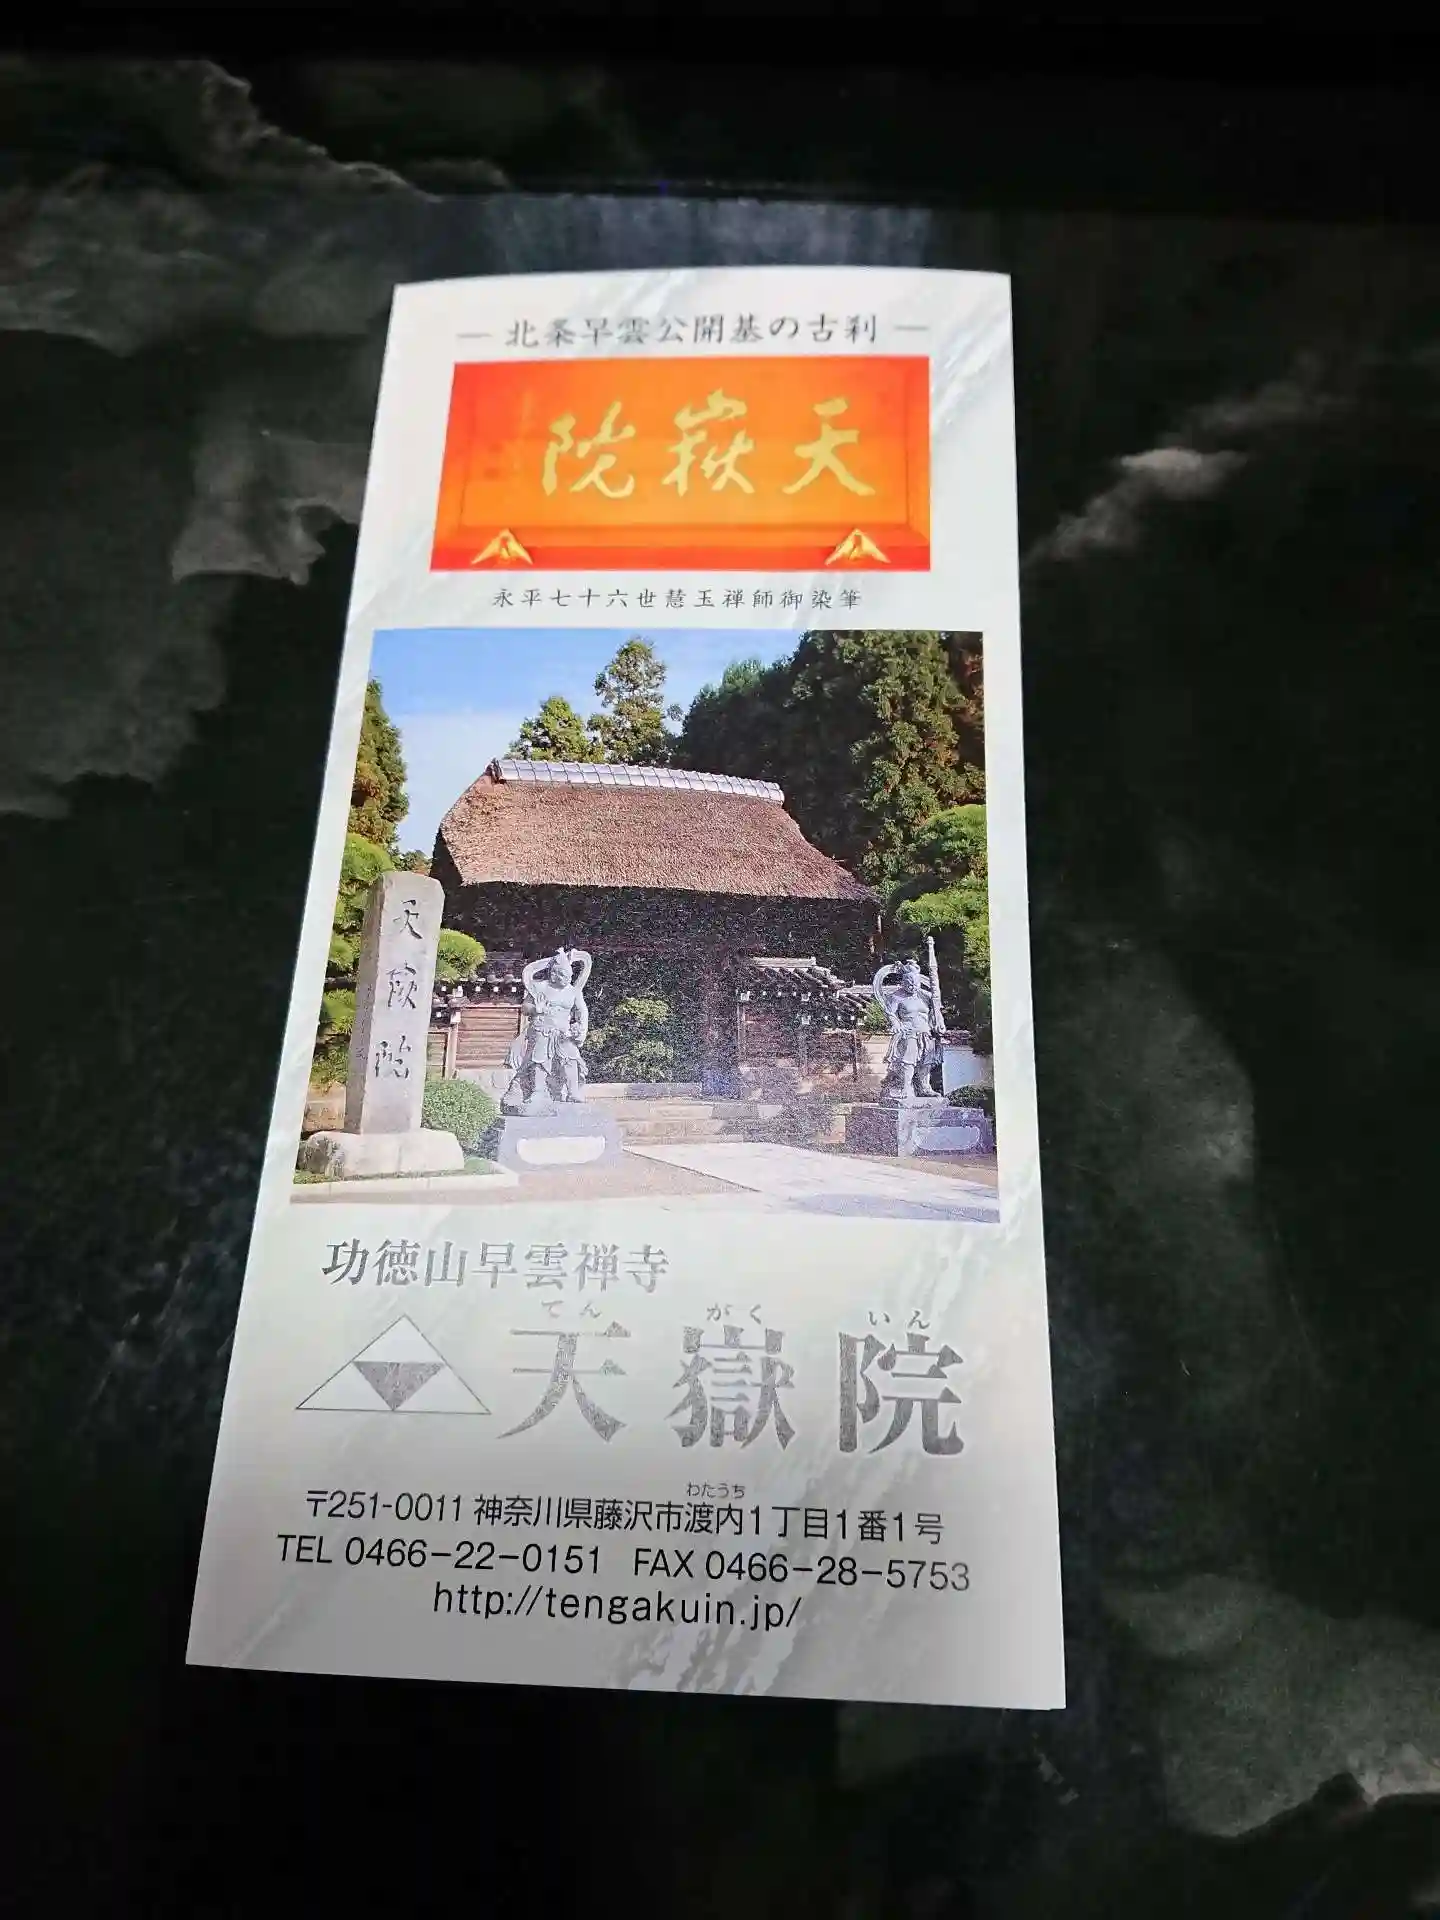 ― 北条早雲公開基の古刹 ―
天嶽院
永平七十六世慧玉禅師御染筆
天嶽院
功徳山早雲禅寺
てん がく いん
天嶽院
わたうち
〒251-0011 神奈川県藤沢市渡内1丁目1番1号
TEL 0466-22-0151 FAX 0466-28-5753
http://tengakuin.jp/